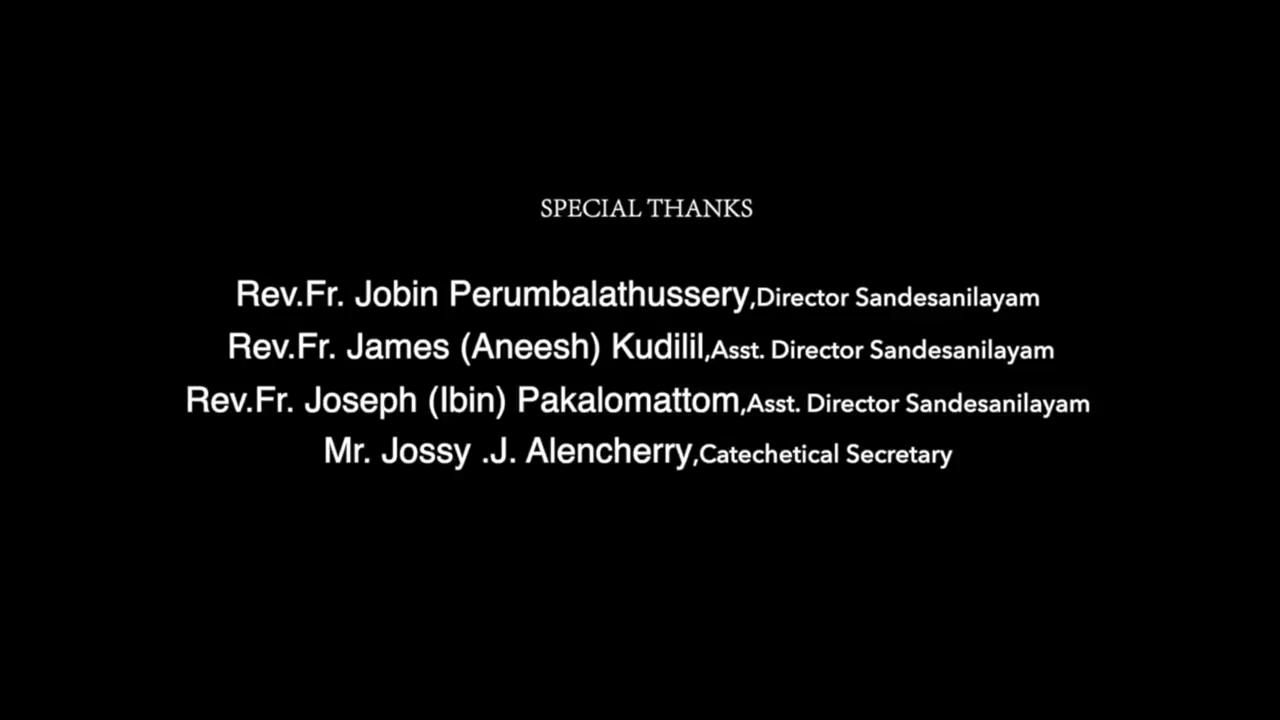 SPECIAL THANKS
Rev.Fr. Jobin Perumbalathussery,Director Sandesanilayam
Rev.Fr. James (Aneesh) Kudilil,Asst. Director Sandesanilayam
Rev.Fr. Joseph (Ibin) Pakalomattom,Asst. Director Sandesanilayam
Mr. Jossy .J. Alencherry,Catechetical Secretary